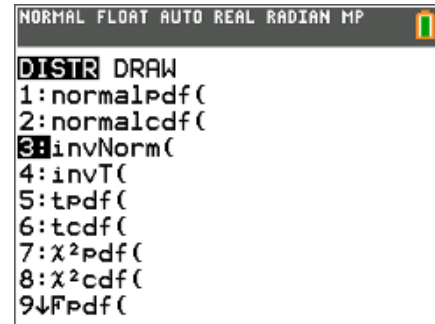 NORMAL FLOAT AUTO REAL RADIAN MP
DISTR DRAW
1:normalpdf(
2:normalcdf(
3:invNorm(
4:invT(
5:tpdf(
6:tcdf(
7:χ²pdf(
8:χ²cdf(
9↓Fpdf(